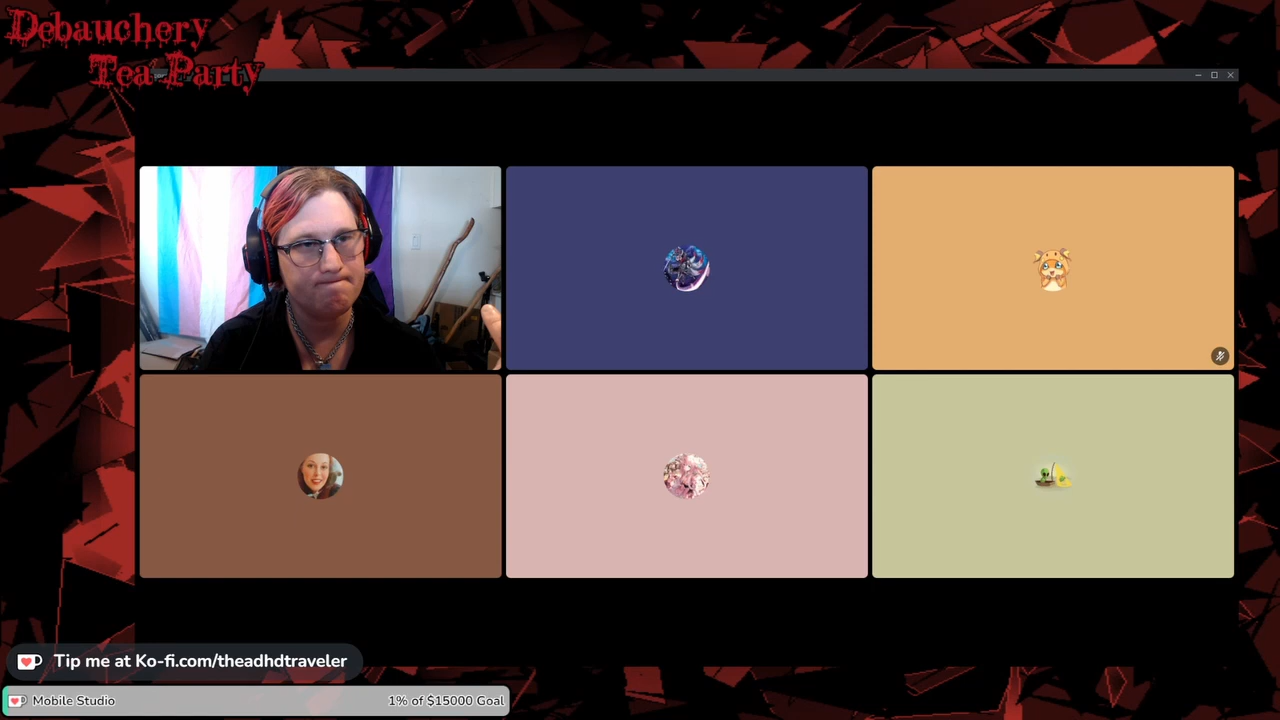 Debauchery
Tea Party
Tip me at Ko-fi.com/theadhdtraveler
Mobile Studio 1% of $15000 Goal